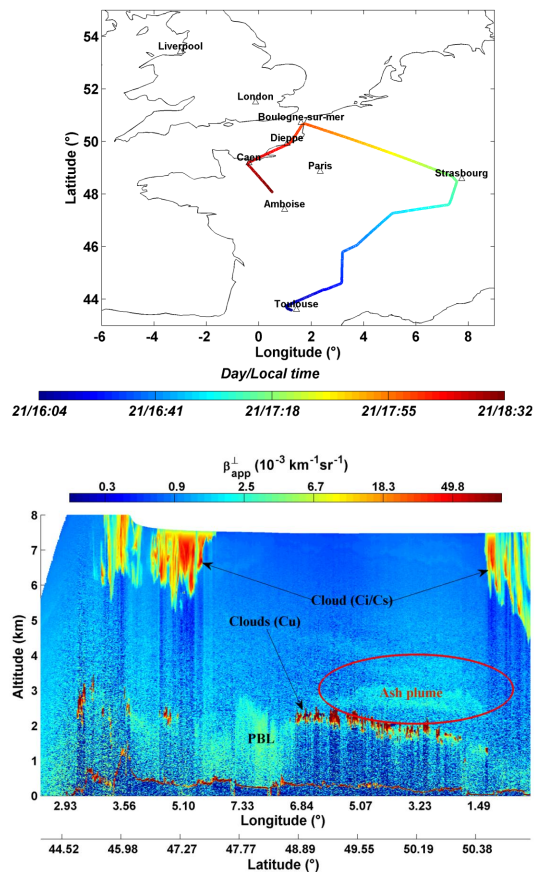 54
52
50
48
46
44
Latitude (°)
Liverpool
London
Boulogne-sur-mer
Dieppe
Caen
Paris
Strasbourg
Amboise
Toulouse
-6 -4 -2 0 2 4 6 8
Longitude (°)
Day/Local time
21/16:04 21/16:41 21/17:18 21/17:55 21/18:32
β⊥app (10⁻³ km⁻¹sr⁻¹)
0.3 0.9 2.5 6.7 18.3 49.8
8
7
6
5
4
3
2
1
0
Altitude (km)
Cloud (Ci/Cs)
Clouds (Cu)
Ash plume
PBL
2.93 3.56 5.10 7.33 6.84 5.07 3.23 1.49
Longitude (°)
44.52 45.98 47.27 47.77 48.89 49.55 50.19 50.38
Latitude (°)